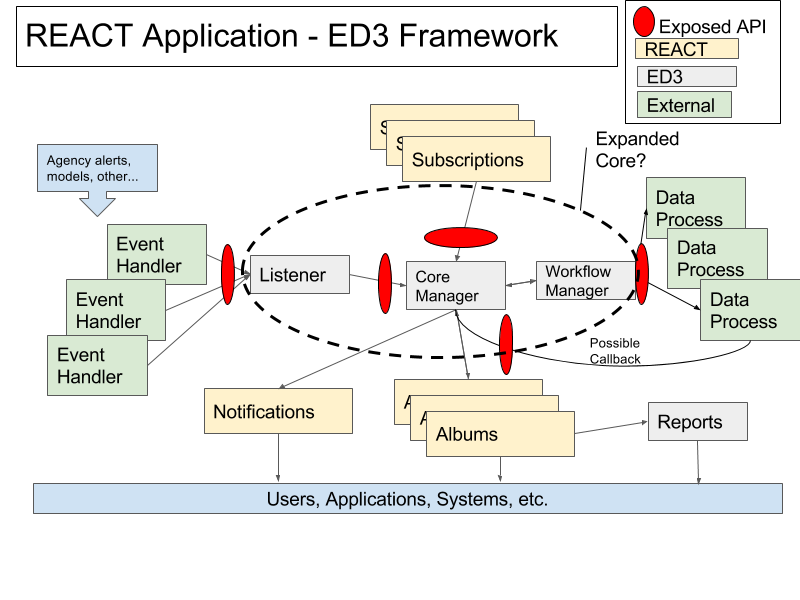 REACT Application - ED3 Framework
Exposed API
REACT
ED3
External
Agency alerts,
models, other...
S
S
Subscriptions
Expanded
Core?
Data
Process
Data
Process
Data
Process
Event
Handler
Event
Handler
Event
Handler
Listener
Core
Manager
Workflow
Manager
Possible
Callback
Notifications
A
A
Albums
Reports
Users, Applications, Systems, etc.